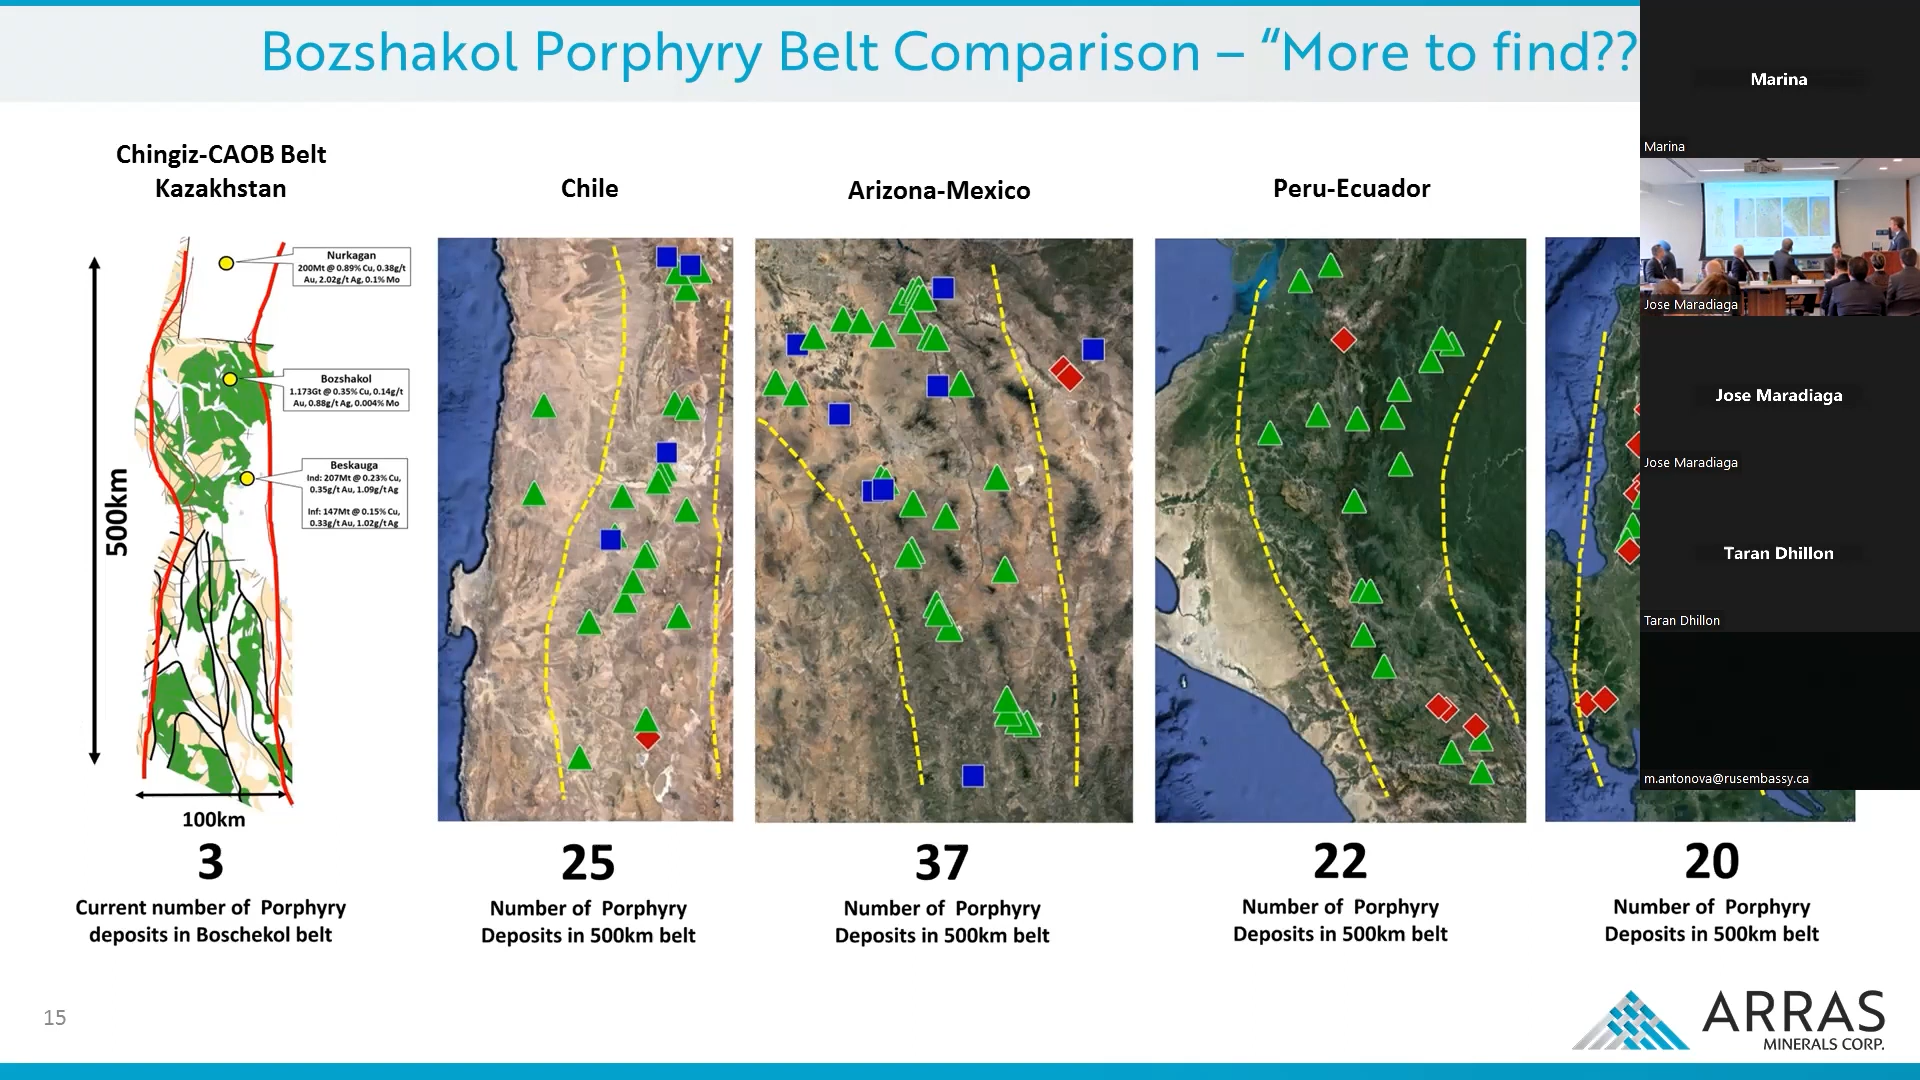 Bozshakol Porphyry Belt Comparison – “More to find??
Chingiz-CAOB Belt
Kazakhstan
Chile
Arizona-Mexico
Peru-Ecuador
Nurkagan
200Mt @ 0.89% Cu, 0.38g/t
Au, 2.02g/t Ag, 0.1% Mo
Bozshakol
1.173Gt @ 0.35% Cu, 0.14g/t
Au, 0.88g/t Ag, 0.004% Mo
Beskauga
Ind: 207Mt @ 0.23% Cu,
0.35g/t Au, 1.09g/t Ag
Inf: 147Mt @ 0.15% Cu,
0.33g/t Au, 1.02g/t Ag
500km
100km
3
Current number of Porphyry
deposits in Boschekol belt
25
Number of Porphyry
Deposits in 500km belt
37
Number of Porphyry
Deposits in 500km belt
22
Number of Porphyry
Deposits in 500km belt
20
Number of Porphyry
Deposits in 500km belt
15
ARRAS
MINERALS CORP.
Marina
Marina
Jose Maradiaga
Jose Maradiaga
Jose Maradiaga
Taran Dhillon
Taran Dhillon
m.antonova@rusembassy.ca